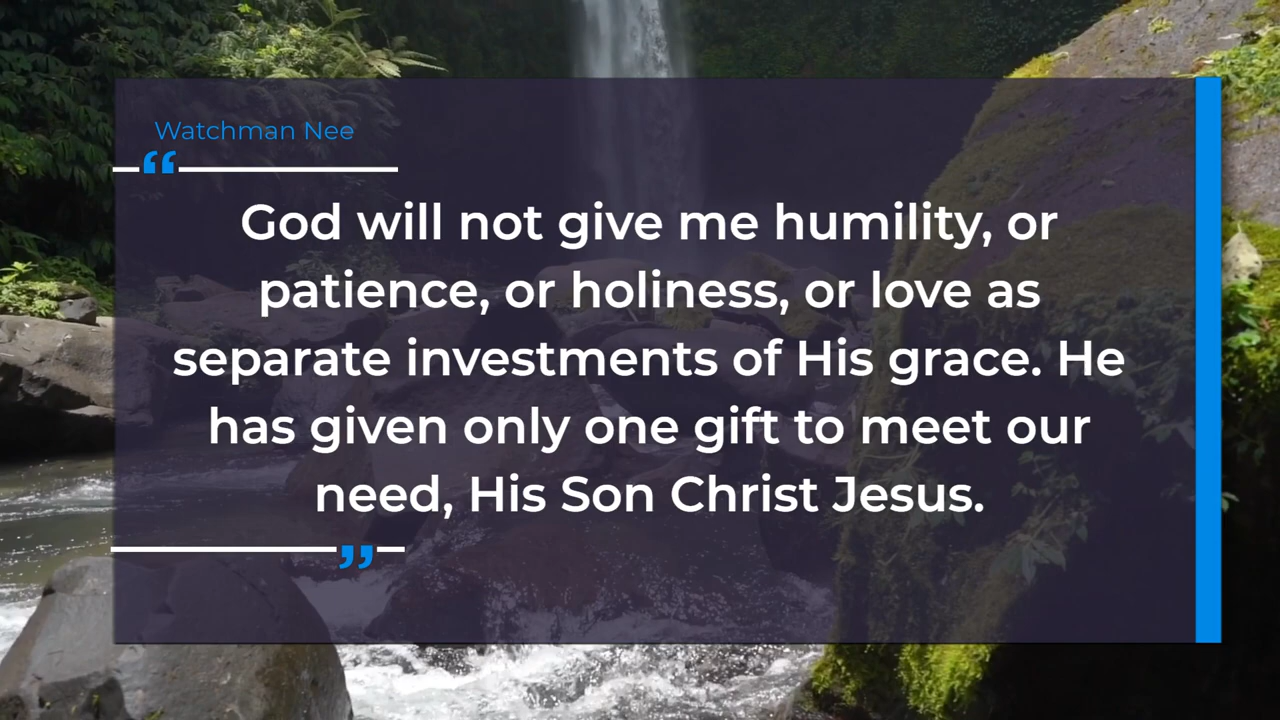 Watchman Nee
“
God will not give me humility, or
patience, or holiness, or love as
separate investments of His grace. He
has given only one gift to meet our
need, His Son Christ Jesus.
”